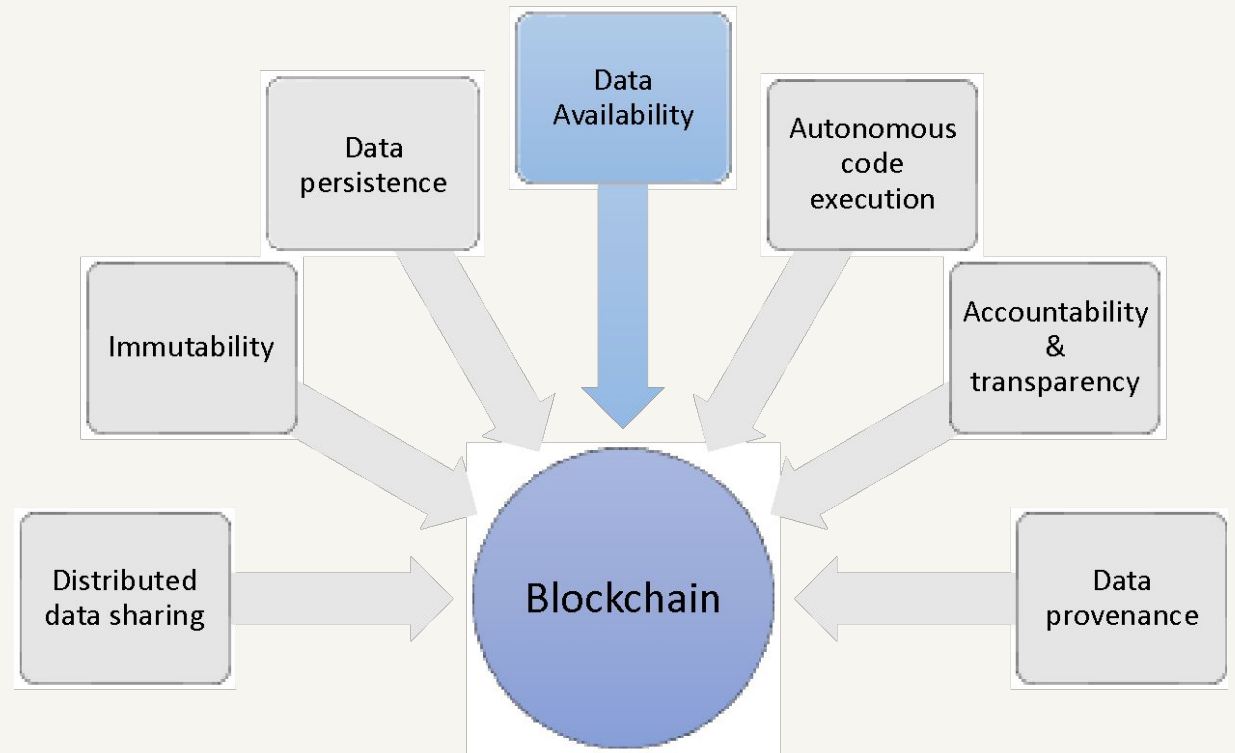 Data
Availability
Data
persistence
Autonomous
code
execution
Immutability
Accountability
&
transparency
Distributed
data sharing
Blockchain
Data
provenance